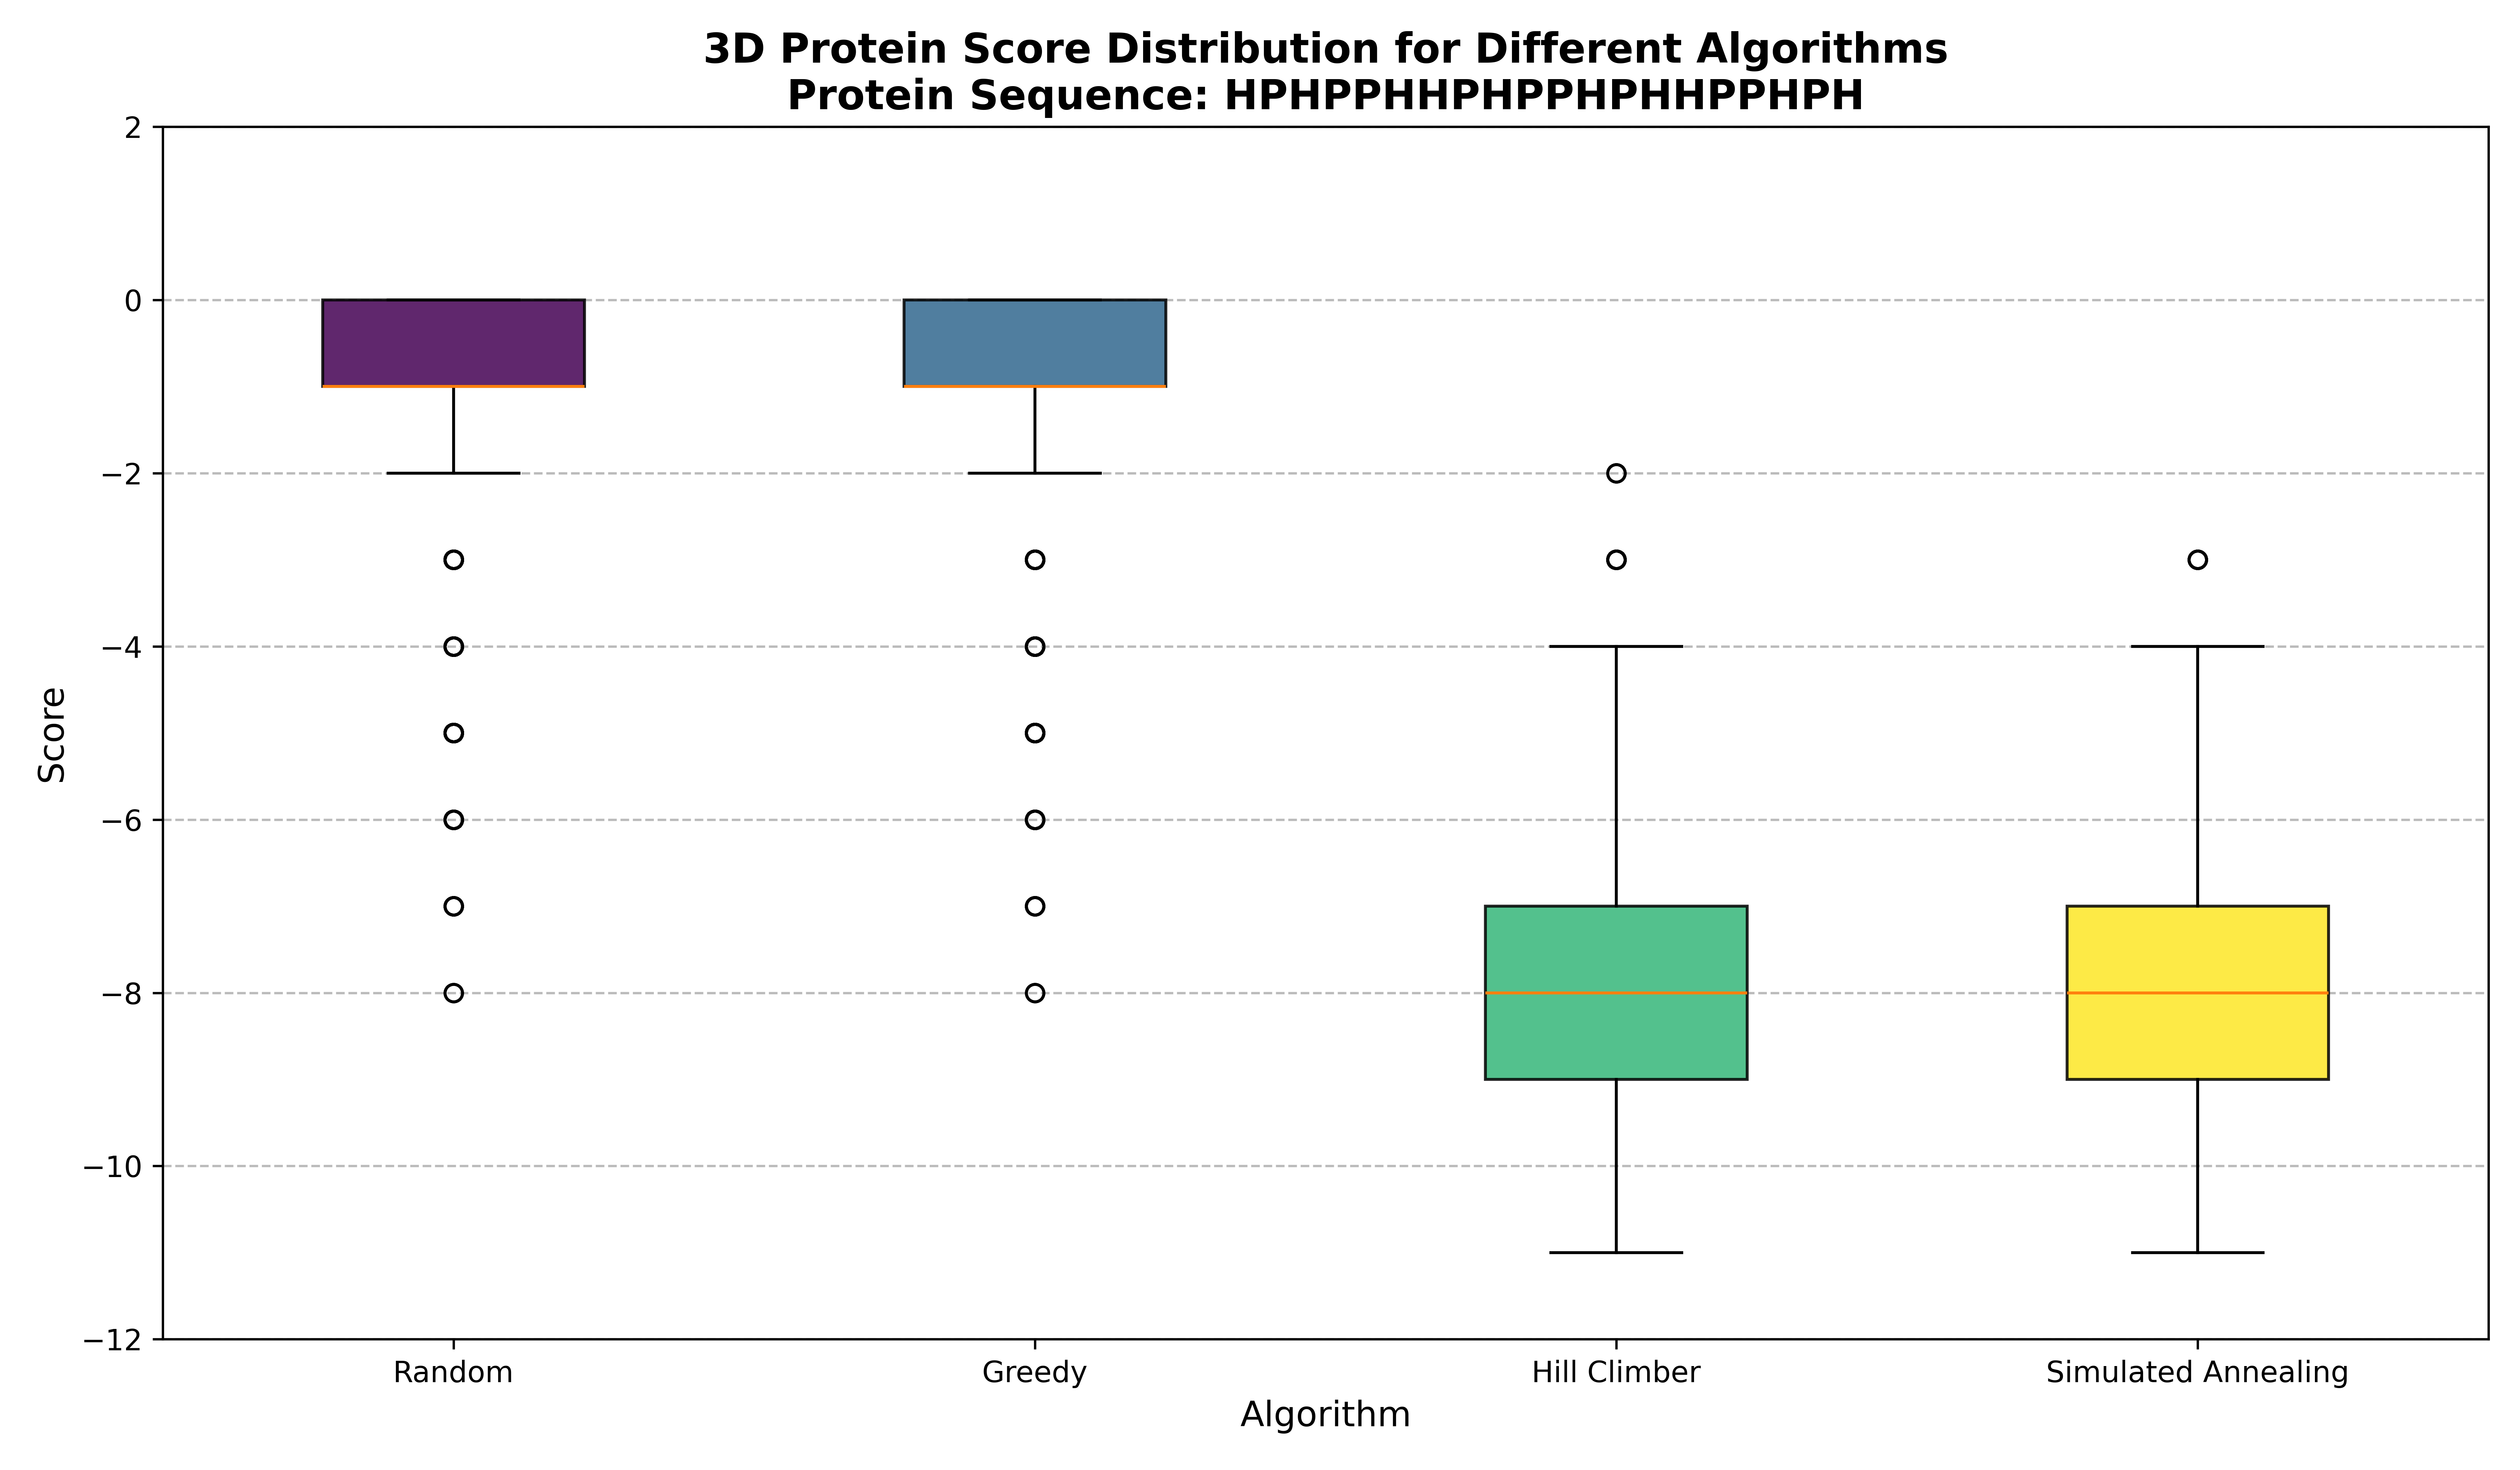 3D Protein Score Distribution for Different Algorithms
Protein Sequence: HPHPPHHPHPPHPHHPPHPH
2
0
−2
−4
−6
−8
−10
−12
Score
Random
Greedy
Hill Climber
Simulated Annealing
Algorithm